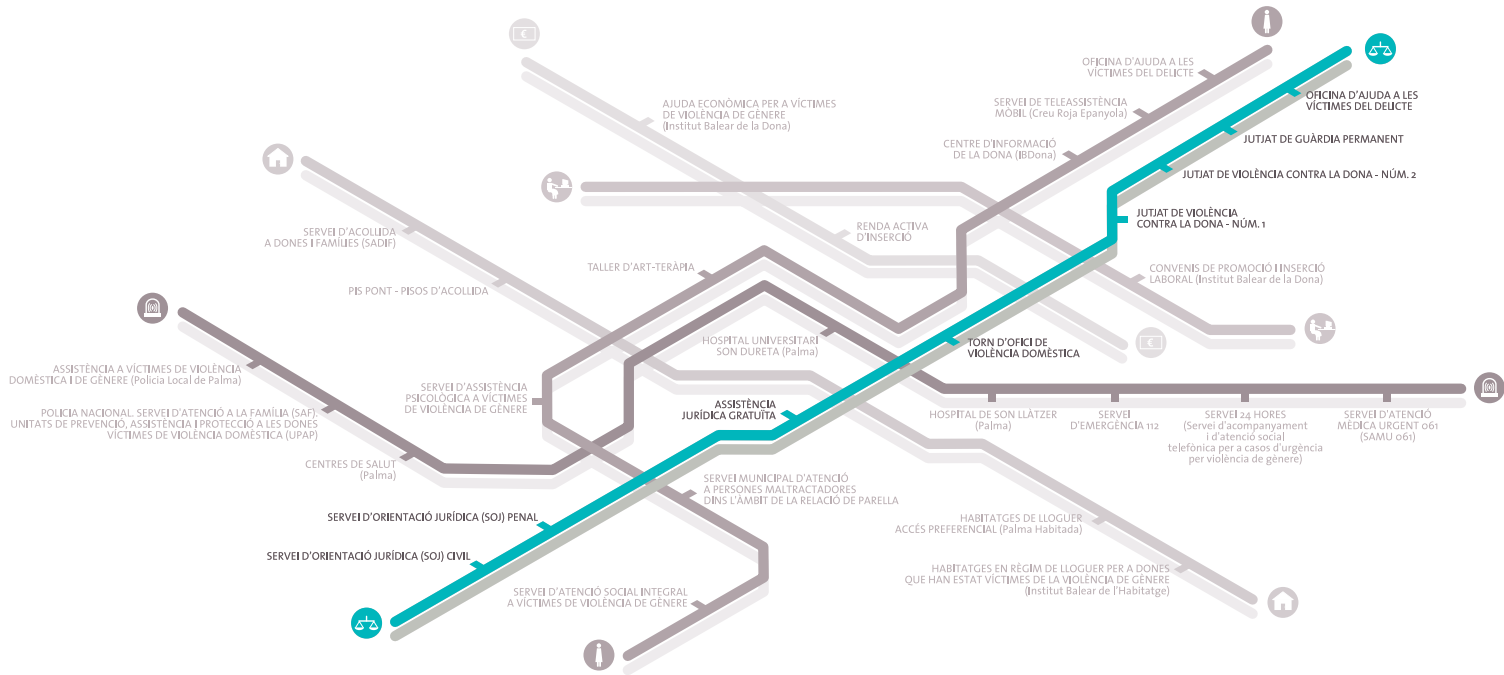 OFICINA D'AJUDA A LES
VÍCTIMES DEL DELICTE
OFICINA D'AJUDA A LES
VÍCTIMES DEL DELICTE
AJUDA ECONÒMICA PER A VÍCTIMES
DE VIOLÈNCIA DE GÈNERE
(Institut Balear de la Dona)
SERVEI DE TELEASSISTÈNCIA
MÒBIL (Creu Roja Epanyola)
JUTJAT DE GUÀRDIA PERMANENT
CENTRE D'INFORMACIÓ
DE LA DONA (IBDona)
JUTJAT DE VIOLÈNCIA CONTRA LA DONA - NÚM. 2
JUTJAT DE VIOLÈNCIA
CONTRA LA DONA - NÚM. 1
SERVEI D'ACOLLIDA
A DONES I FAMÍLIES (SADIF)
RENDA ACTIVA
D'INSERCIÓ
TALLER D'ART-TERÀPIA
CONVENIS DE PROMOCIÓ I INSERCIÓ
LABORAL (Institut Balear de la Dona)
PIS PONT - PISOS D'ACOLLIDA
HOSPITAL UNIVERSITARI
SON DURETA (Palma)
TORN D'OFICI DE
VIOLÈNCIA DOMÈSTICA
ASSISTÈNCIA A VÍCTIMES DE VIOLÈNCIA
DOMÈSTICA I DE GÈNERE (Policia Local de Palma)
SERVEI D'ASSISTÈNCIA
PSICOLÒGICA A VÍCTIMES
DE VIOLÈNCIA DE GÈNERE
ASSISTÈNCIA
JURÍDICA GRATUÏTA
POLICIA NACIONAL. SERVEI D'ATENCIÓ A LA FAMÍLIA (SAF).
UNITATS DE PREVENCIÓ, ASSISTÈNCIA I PROTECCIÓ A LES DONES
VÍCTIMES DE VIOLÈNCIA DOMÈSTICA (UPAP)
HOSPITAL DE SON LLÀTZER
(Palma)
SERVEI
D'EMERGÈNCIA 112
SERVEI 24 HORES
(Servei d'acompanyament
i d'atenció social
telefònica per a casos d'urgència
per violència de gènere)
SERVEI D'ATENCIÓ
MÈDICA URGENT 061
(SAMU 061)
CENTRES DE SALUT
(Palma)
SERVEI MUNICIPAL D'ATENCIÓ
A PERSONES MALTRACTADORES
DINS L'ÀMBIT DE LA RELACIÓ DE PARELLA
SERVEI D'ORIENTACIÓ JURÍDICA (SOJ) PENAL
HABITATGES DE LLOGUER
ACCÉS PREFERENCIAL (Palma Habitada)
SERVEI D'ORIENTACIÓ JURÍDICA (SOJ) CIVIL
HABITATGES EN RÈGIM DE LLOGUER PER A DONES
QUE HAN ESTAT VÍCTIMES DE LA VIOLÈNCIA DE GÈNERE
(Institut Balear de l'Habitatge)
SERVEI D'ATENCIÓ SOCIAL INTEGRAL
A VÍCTIMES DE VIOLÈNCIA DE GÈNERE